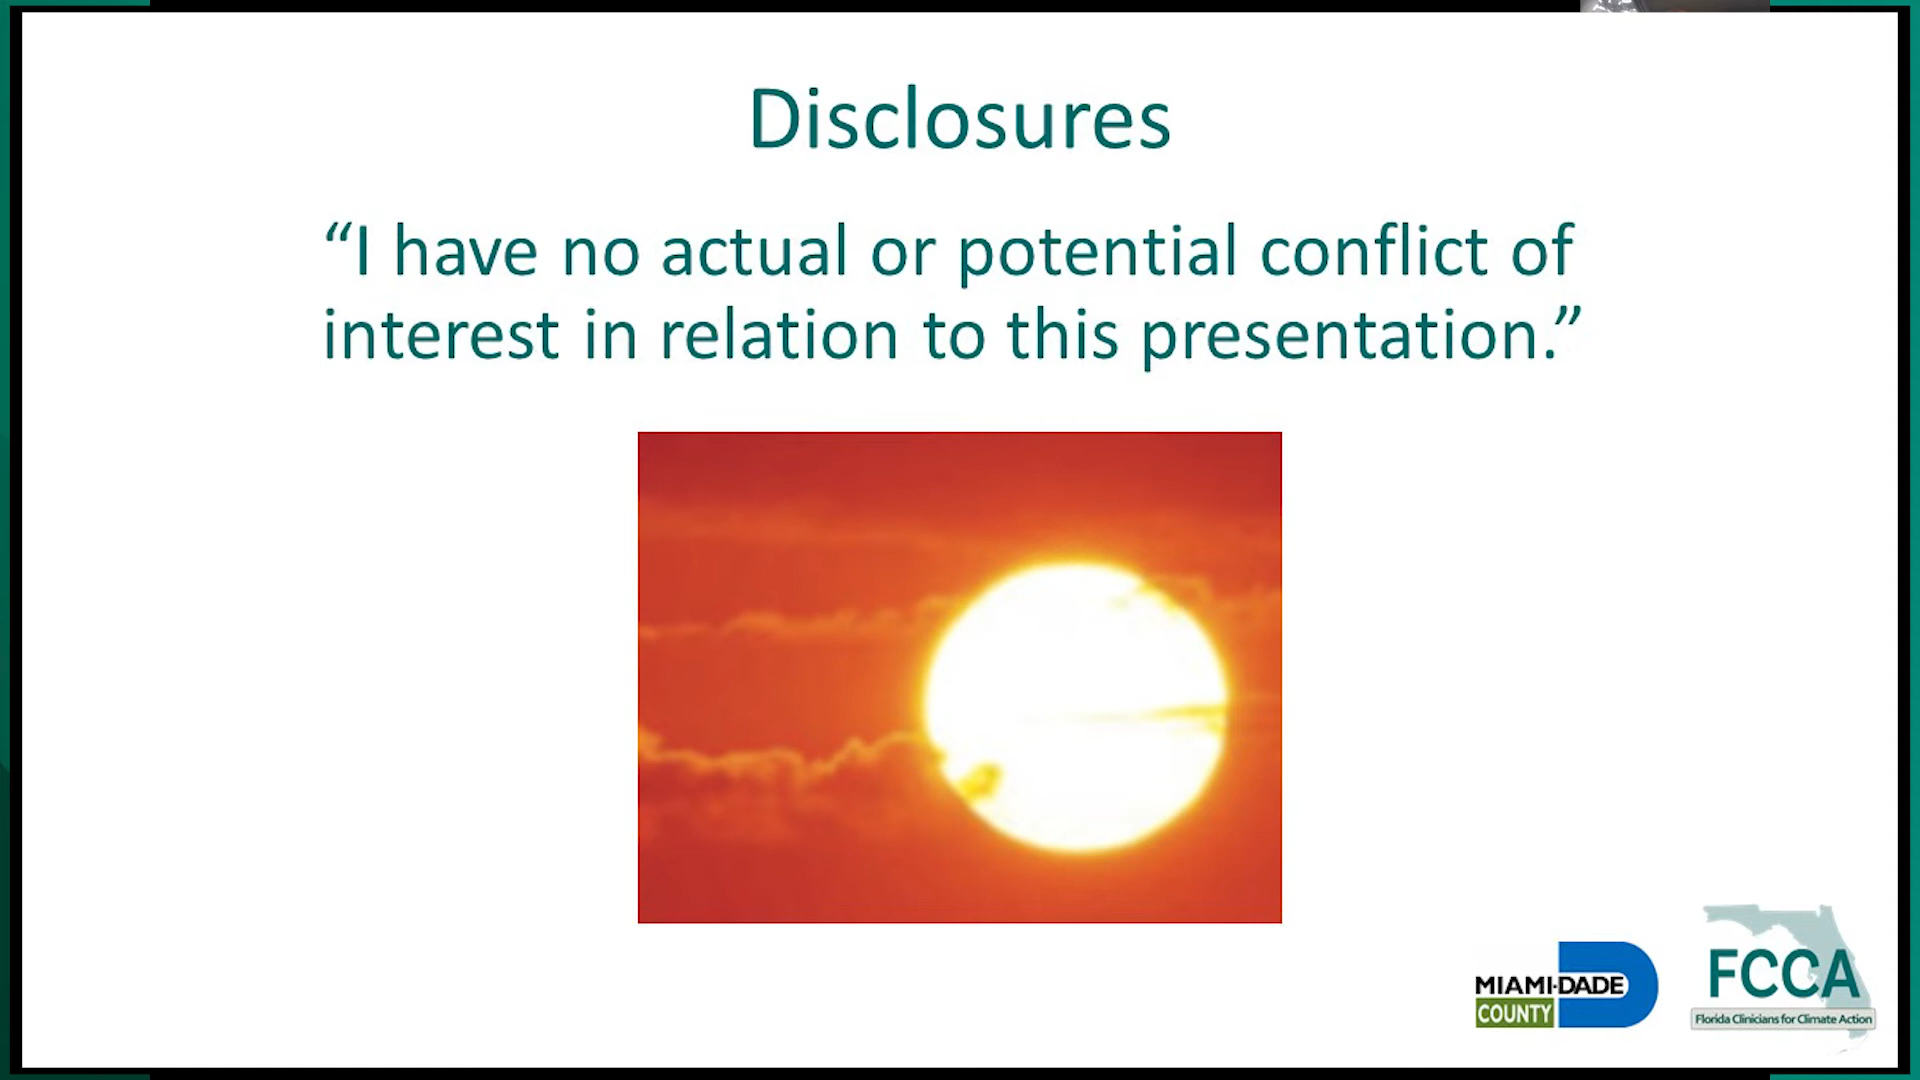 Disclosures
“I have no actual or potential conflict of
interest in relation to this presentation.”
MIAMI-DADE
COUNTY
FCCA
Florida Clinicians for Climate Action